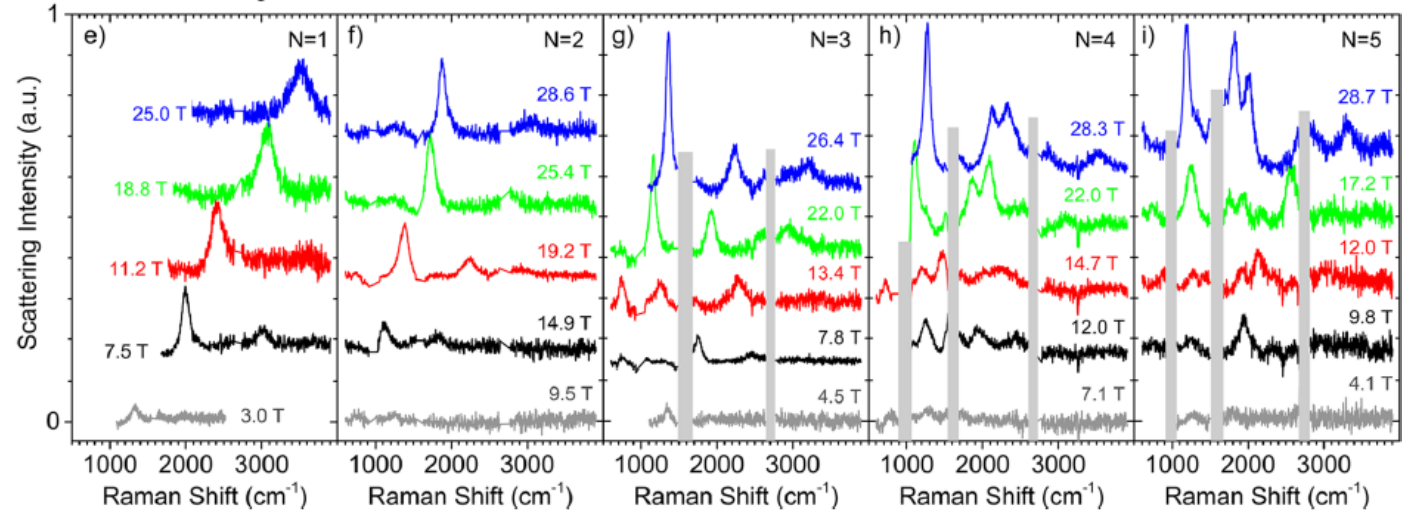 1
e) N=1 f) N=2 g) N=3 h) N=4 i) N=5
25.0 T 28.6 T 26.4 T 28.3 T 28.7 T
18.8 T 25.4 T 22.0 T 22.0 T 17.2 T
11.2 T 19.2 T 13.4 T 14.7 T 12.0 T
7.5 T 14.9 T 7.8 T 12.0 T 9.8 T
3.0 T 9.5 T 4.5 T 7.1 T 4.1 T
0
Scattering Intensity (a.u.)
1000 2000 3000 1000 2000 3000 1000 2000 3000 1000 2000 3000 1000 2000 3000
Raman Shift (cm⁻¹) Raman Shift (cm⁻¹) Raman Shift (cm⁻¹) Raman Shift (cm⁻¹) Raman Shift (cm⁻¹)